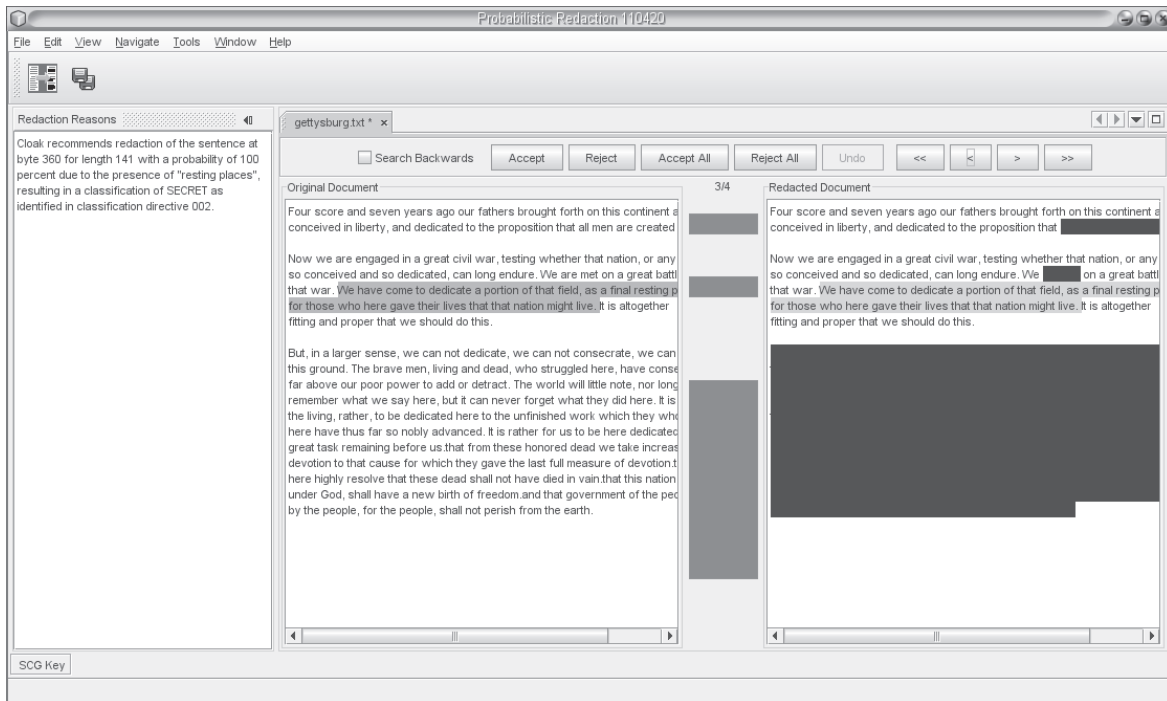 Probabilistic Redaction 110420
File Edit View Navigate Tools Window Help
Redaction Reasons
Cloak recommends redaction of the sentence at
byte 360 for length 141 with a probability of 100
percent due to the presence of "resting places",
resulting in a classification of SECRET as
identified in classification directive 002.
gettysburg.txt * ×
Search Backwards Accept Reject Accept All Reject All Undo << < > >>
Original Document
Four score and seven years ago our fathers brought forth on this continent a
conceived in liberty, and dedicated to the proposition that all men are created
Now we are engaged in a great civil war, testing whether that nation, or any
so conceived and so dedicated, can long endure. We are met on a great battl
that war. We have come to dedicate a portion of that field, as a final resting p
for those who here gave their lives that that nation might live. It is altogether
fitting and proper that we should do this.
But, in a larger sense, we can not dedicate, we can not consecrate, we can
this ground. The brave men, living and dead, who struggled here, have conse
far above our poor power to add or detract. The world will little note, nor long
remember what we say here, but it can never forget what they did here. It is
the living, rather, to be dedicated here to the unfinished work which they who
here have thus far so nobly advanced. It is rather for us to be here dedicated
great task remaining before us.that from these honored dead we take increas
devotion to that cause for which they gave the last full measure of devotion.t
here highly resolve that these dead shall not have died in vain.that this nation
under God, shall have a new birth of freedom.and that government of the peo
by the people, for the people, shall not perish from the earth.
3/4
Redacted Document
Four score and seven years ago our fathers brought forth on this continent a
conceived in liberty, and dedicated to the proposition that
Now we are engaged in a great civil war, testing whether that nation, or any
so conceived and so dedicated, can long endure. We on a great battl
that war. We have come to dedicate a portion of that field, as a final resting p
for those who here gave their lives that that nation might live. It is altogether
fitting and proper that we should do this.
SCG Key